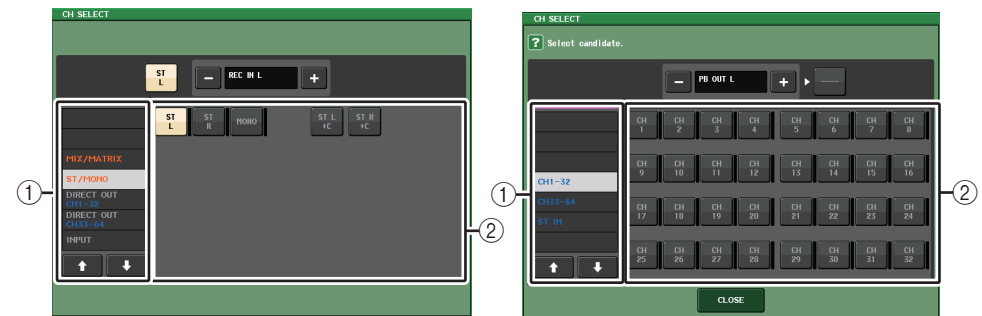 CH SELECT
ST L
−
REC IN L
+
ST L
ST R
MONO
ST L +C
ST R +C
MIX/MATRIX
ST/MONO
DIRECT OUT CH1-32
DIRECT OUT CH33-64
INPUT
①
②
CH SELECT
? Select candidate.
−
PB OUT L
+
----
CH1-32
CH33-64
ST IN
CH 1 CH 2 CH 3 CH 4 CH 5 CH 6 CH 7 CH 8
CH 9 CH 10 CH 11 CH 12 CH 13 CH 14 CH 15 CH 16
CH 17 CH 18 CH 19 CH 20 CH 21 CH 22 CH 23 CH 24
CH 25 CH 26 CH 27 CH 28 CH 29 CH 30 CH 31 CH 32
①
②
CLOSE